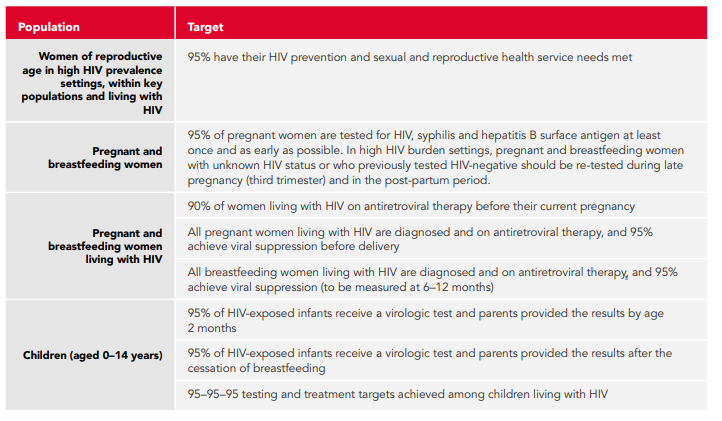 Population
Target
Women of reproductive
age in high HIV prevalence
settings, within key
populations and living with
HIV
95% have their HIV prevention and sexual and reproductive health service needs met
Pregnant and
breastfeeding women
95% of pregnant women are tested for HIV, syphilis and hepatitis B surface antigen at least
once and as early as possible. In high HIV burden settings, pregnant and breastfeeding women
with unknown HIV status or who previously tested HIV-negative should be re-tested during late
pregnancy (third trimester) and in the post-partum period.
Pregnant and
breastfeeding women
living with HIV
90% of women living with HIV on antiretroviral therapy before their current pregnancy
All pregnant women living with HIV are diagnosed and on antiretroviral therapy, and 95%
achieve viral suppression before delivery
All breastfeeding women living with HIV are diagnosed and on antiretroviral therapy, and 95%
achieve viral suppression (to be measured at 6–12 months)
Children (aged 0–14 years)
95% of HIV-exposed infants receive a virologic test and parents provided the results by age
2 months
95% of HIV-exposed infants receive a virologic test and parents provided the results after the
cessation of breastfeeding
95–95–95 testing and treatment targets achieved among children living with HIV